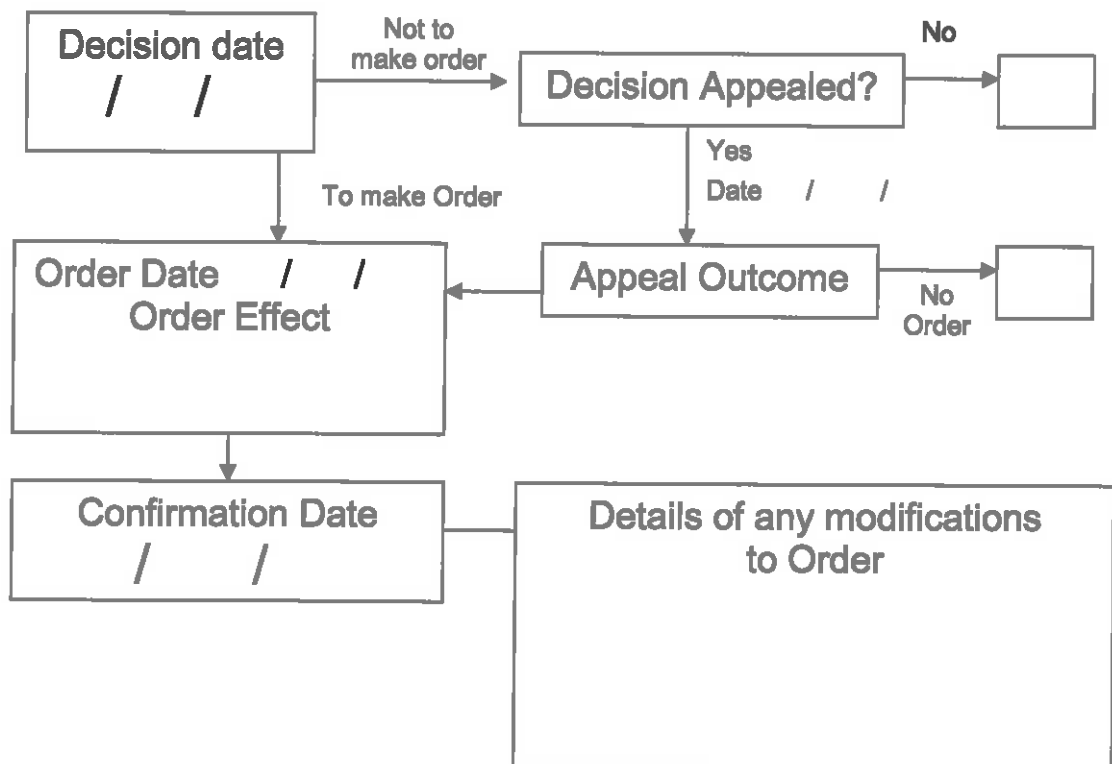 Decision date
/ /
Not to
make order
Decision Appealed?
No
Yes
Date / /
To make Order
Order Date / /
Order Effect
Appeal Outcome
No
Order
Confirmation Date
/ /
Details of any modifications
to Order